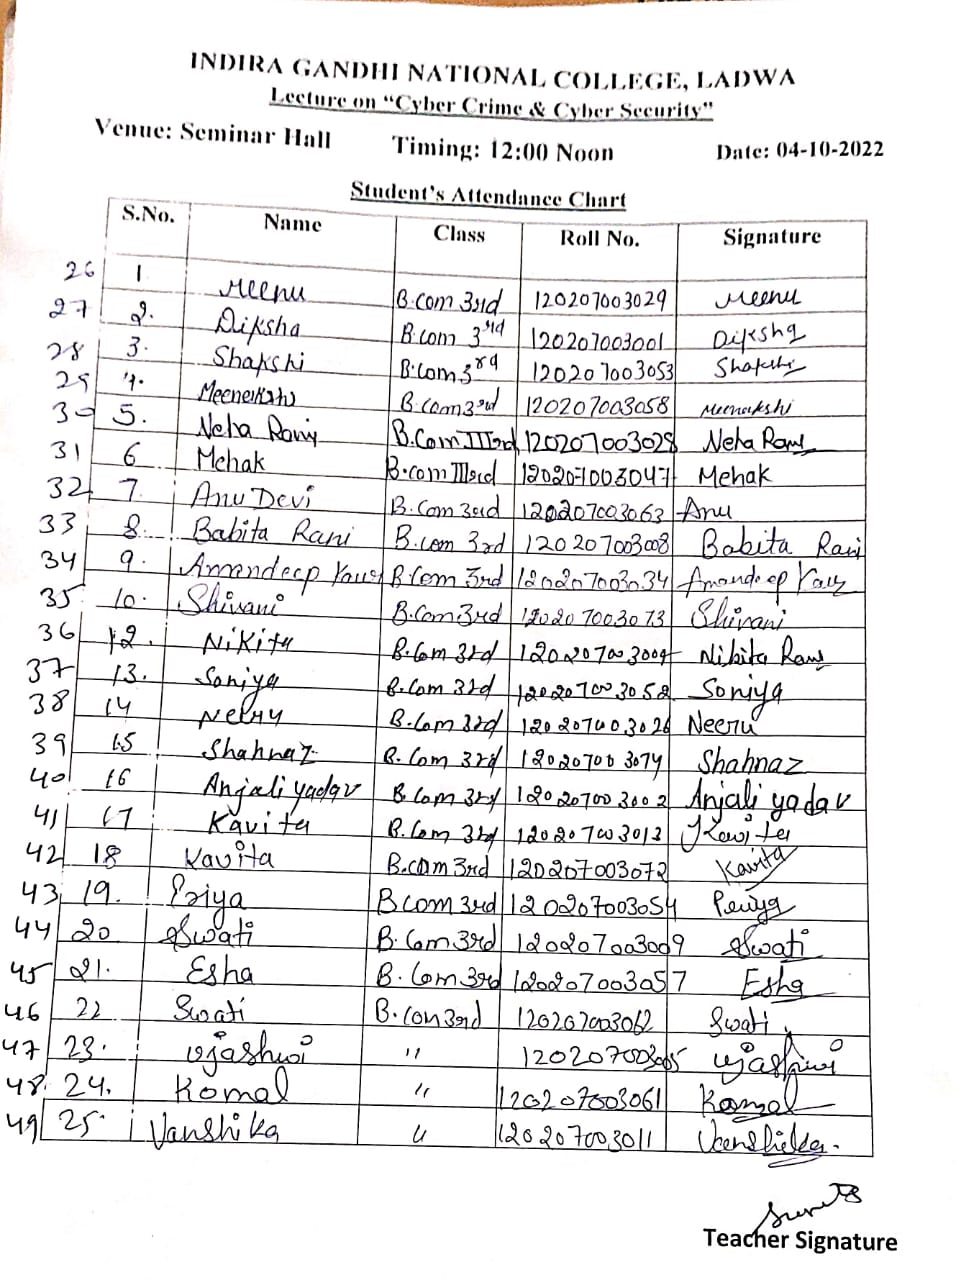 INDIRA GANDHI NATIONAL COLLEGE, LADWA
Lecture on "Cyber Crime & Cyber Security"
Venue: Seminar Hall Timing: 12:00 Noon Date: 04-10-2022
Student's Attendance Chart
S.No. Name Class Roll No. Signature
26 1 Meenu B.com 3rd 120207003029 Meenu
27 2. Diksha B.com 3rd 120207003001 Diksha
28 3. Shakshi B.com 3rd 120207003053 Shakshi
29 4. Meenakshi B.com 3rd 120207003058 Meenakshi
30 5. Neha Rani B.Com IIIrd 120207003028 Neha Rani
31 6 Mehak B.com IIIrd 120207003047 Mehak
32 7. Anu Devi B.Com 3rd 120207003063 Anu
33 8. Babita Rani B.com 3rd 120207003008 Babita Rani
34 9. Amandeep Kaur B.Com 3rd 120207003034 Amandeep Kaur
35 10. Shivani B.Com 3rd 120207003073 Shivani
36 12. Nikita B.Com 3rd 120207003004 Nikita Rani
37 13. Soniya B.Com 3rd 120207003052 Soniya
38 14 Neeru B.Com 3rd 120207003026 Neeru
39 15 Shahnaz B.Com 3rd 120207003074 Shahnaz
40 16 Anjali yadav B.Com 3rd 120207003002 Anjali yadav
41 17 Kavita B.Com 3rd 120207003013 Kavita
42 18 Kavita B.com 3rd 120207003072 Kavita
43 19. Priya B com 3rd 120207003054 Priya
44 20 Swati B.Com 3rd 120207003009 Swati
45 21. Esha B.Com 3rd 120207003057 Esha
46 22 Swati B.Con 3rd 120207003062 Swati
47 23. ujashwi " 120207003005 ujashwi
48. 24. Komal " 120207003061 Komal
49 25. Vanshika " 120207003011 Vanshika.
Teacher Signature